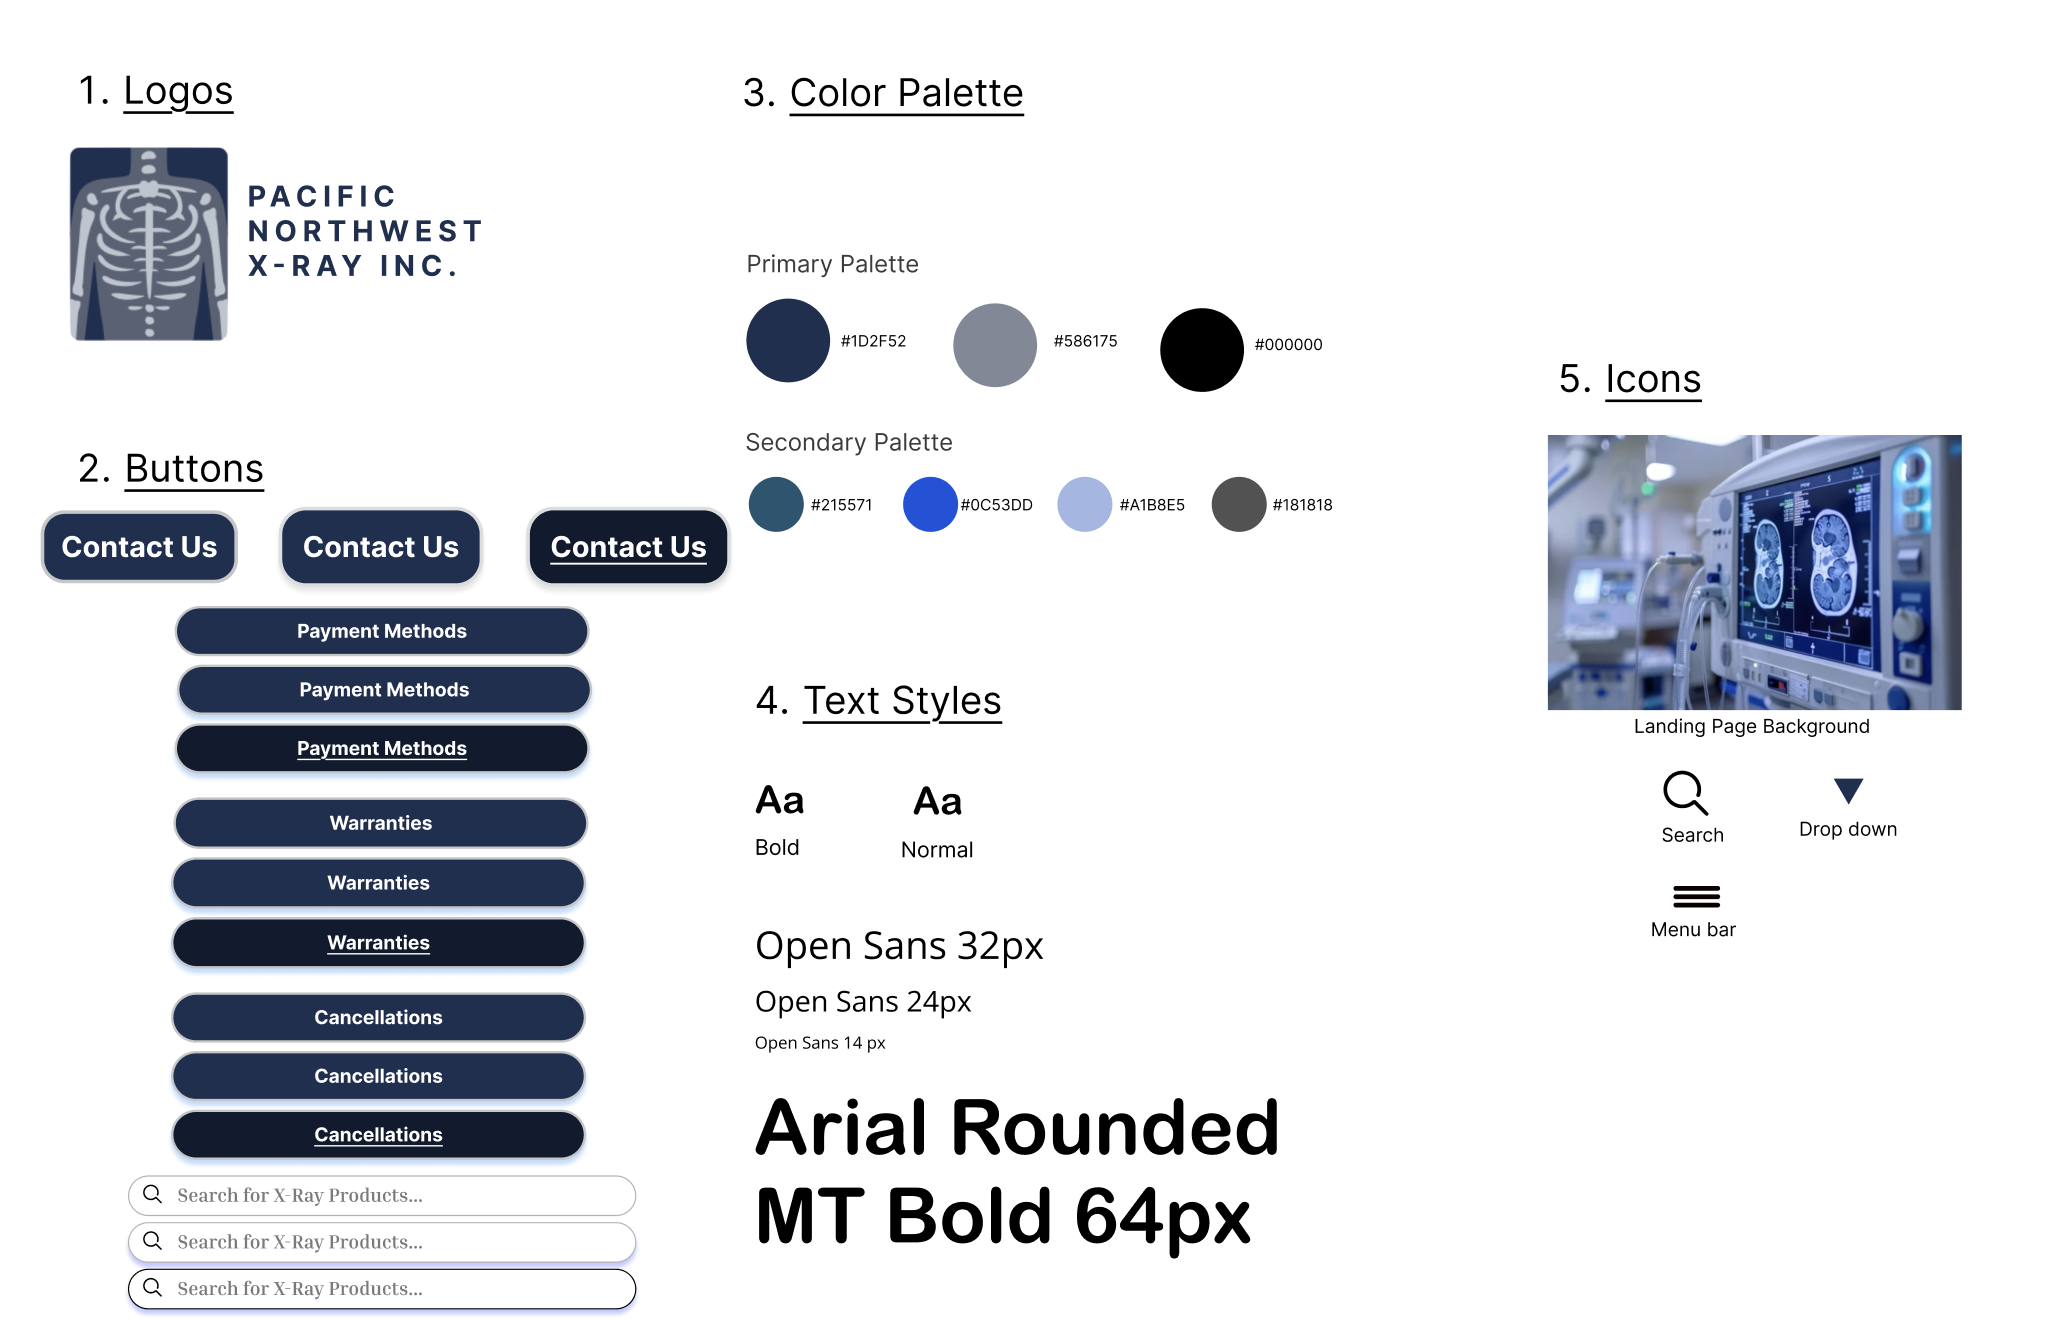 1. Logos
PACIFIC
NORTHWEST
X-RAY INC.
2. Buttons
Contact Us
Contact Us
Contact Us
Payment Methods
Payment Methods
Payment Methods
Warranties
Warranties
Warranties
Cancellations
Cancellations
Cancellations
Search for X-Ray Products...
Search for X-Ray Products...
Search for X-Ray Products...
3. Color Palette
Primary Palette
#1D2F52
#586175
#000000
Secondary Palette
#215571
#0C53DD
#A1B8E5
#181818
4. Text Styles
Aa
Aa
Bold
Normal
Open Sans 32px
Open Sans 24px
Open Sans 14 px
Arial Rounded
MT Bold 64px
5. Icons
Landing Page Background
Search
Drop down
Menu bar